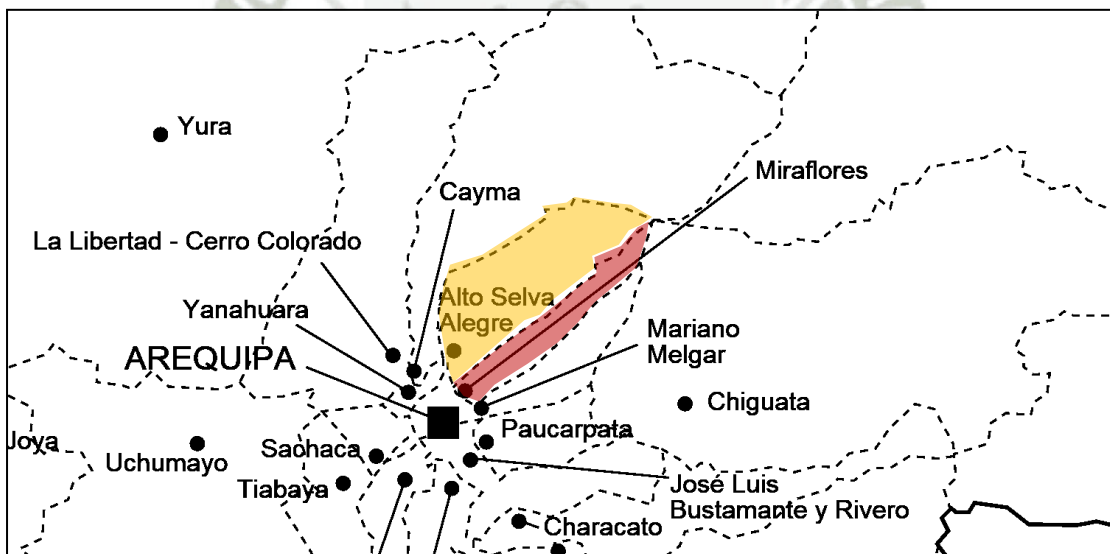 Yura
Miraflores
Cayma
La Libertad - Cerro Colorado
Alto Selva
Alegre
Yanahuara
Mariano
Melgar
AREQUIPA
Chiguata
Paucarpata
Joya
Uchumayo
Sachaca
Tiabaya
José Luis
Bustamante y Rivero
Characato